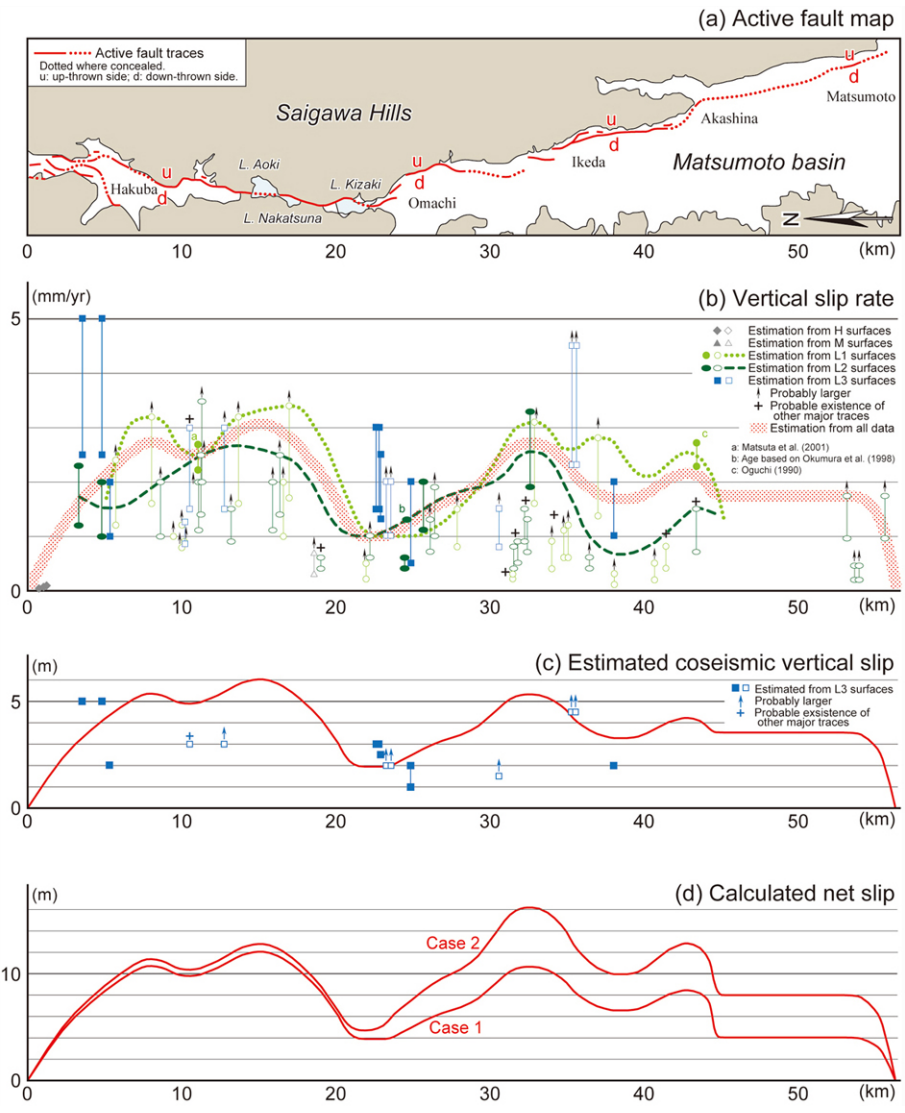 (a) Active fault map
Active fault traces
Dotted where concealed.
u: up-thrown side; d: down-thrown side.
u
d
Matsumoto
Saigawa Hills
Akashina
u
d
Ikeda
Matsumoto basin
L. Aoki
u
L. Kizaki
u
d
Hakuba
d
Omachi
L. Nakatsuna
N
0 10 20 30 40 50 (km)
(mm/yr)
(b) Vertical slip rate
5
Estimation from H surfaces
Estimation from M surfaces
Estimation from L1 surfaces
Estimation from L2 surfaces
Estimation from L3 surfaces
Probably larger
Probable existence of
other major traces
Estimation from all data
a: Matsuta et al. (2001)
b: Age based on Okumura et al. (1998)
c: Oguchi (1990)
a
c
b
0
0 10 20 30 40 50 (km)
(m)
(c) Estimated coseismic vertical slip
Estimated from L3 surfaces
Probably larger
Probable exsistence of
other major traces
5
0
0 10 20 30 40 50 (km)
(m)
(d) Calculated net slip
Case 2
10
Case 1
0
0 10 20 30 40 50 (km)